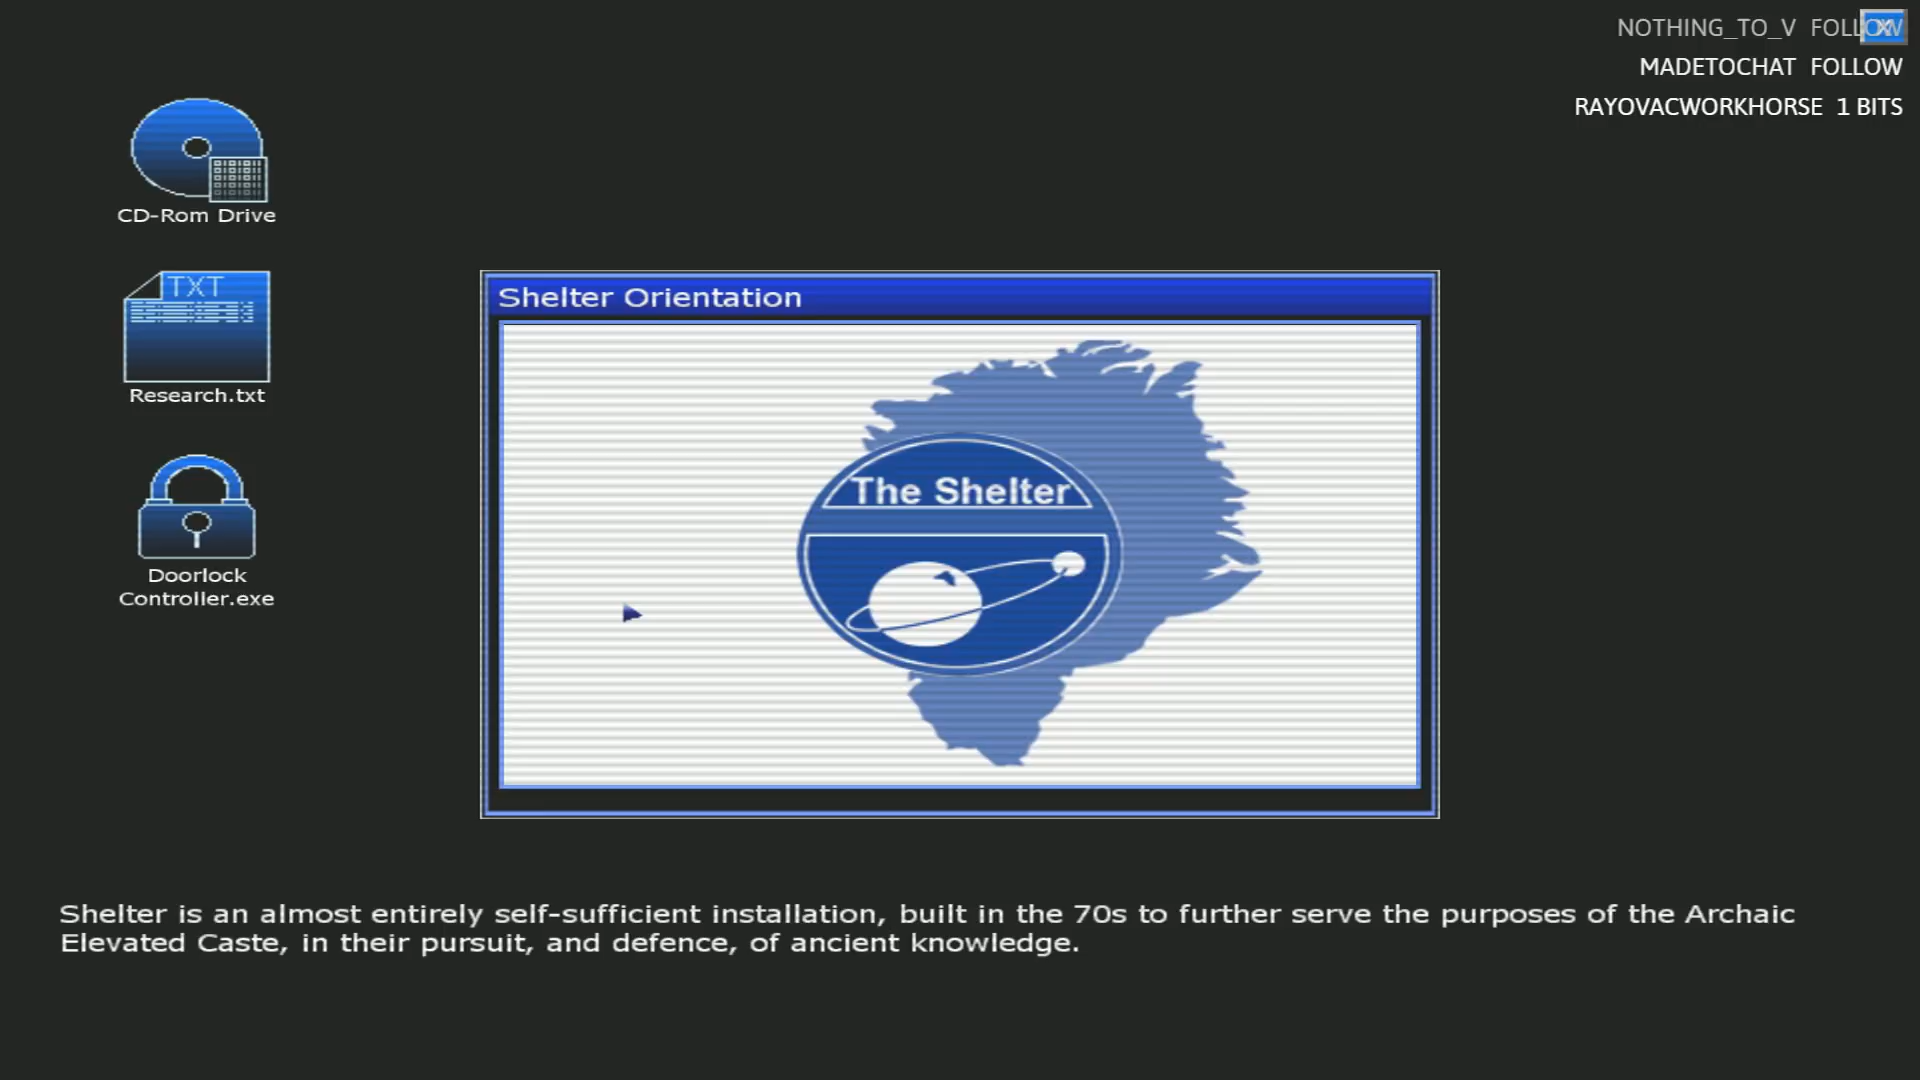 NOTHING_TO_V FOLLOW
MADETOCHAT FOLLOW
RAYOVACWORKHORSE 1 BITS
CD-Rom Drive
TXT
Research.txt
Doorlock
Controller.exe
Shelter Orientation
The Shelter
Shelter is an almost entirely self-sufficient installation, built in the 70s to further serve the purposes of the Archaic
Elevated Caste, in their pursuit, and defence, of ancient knowledge.